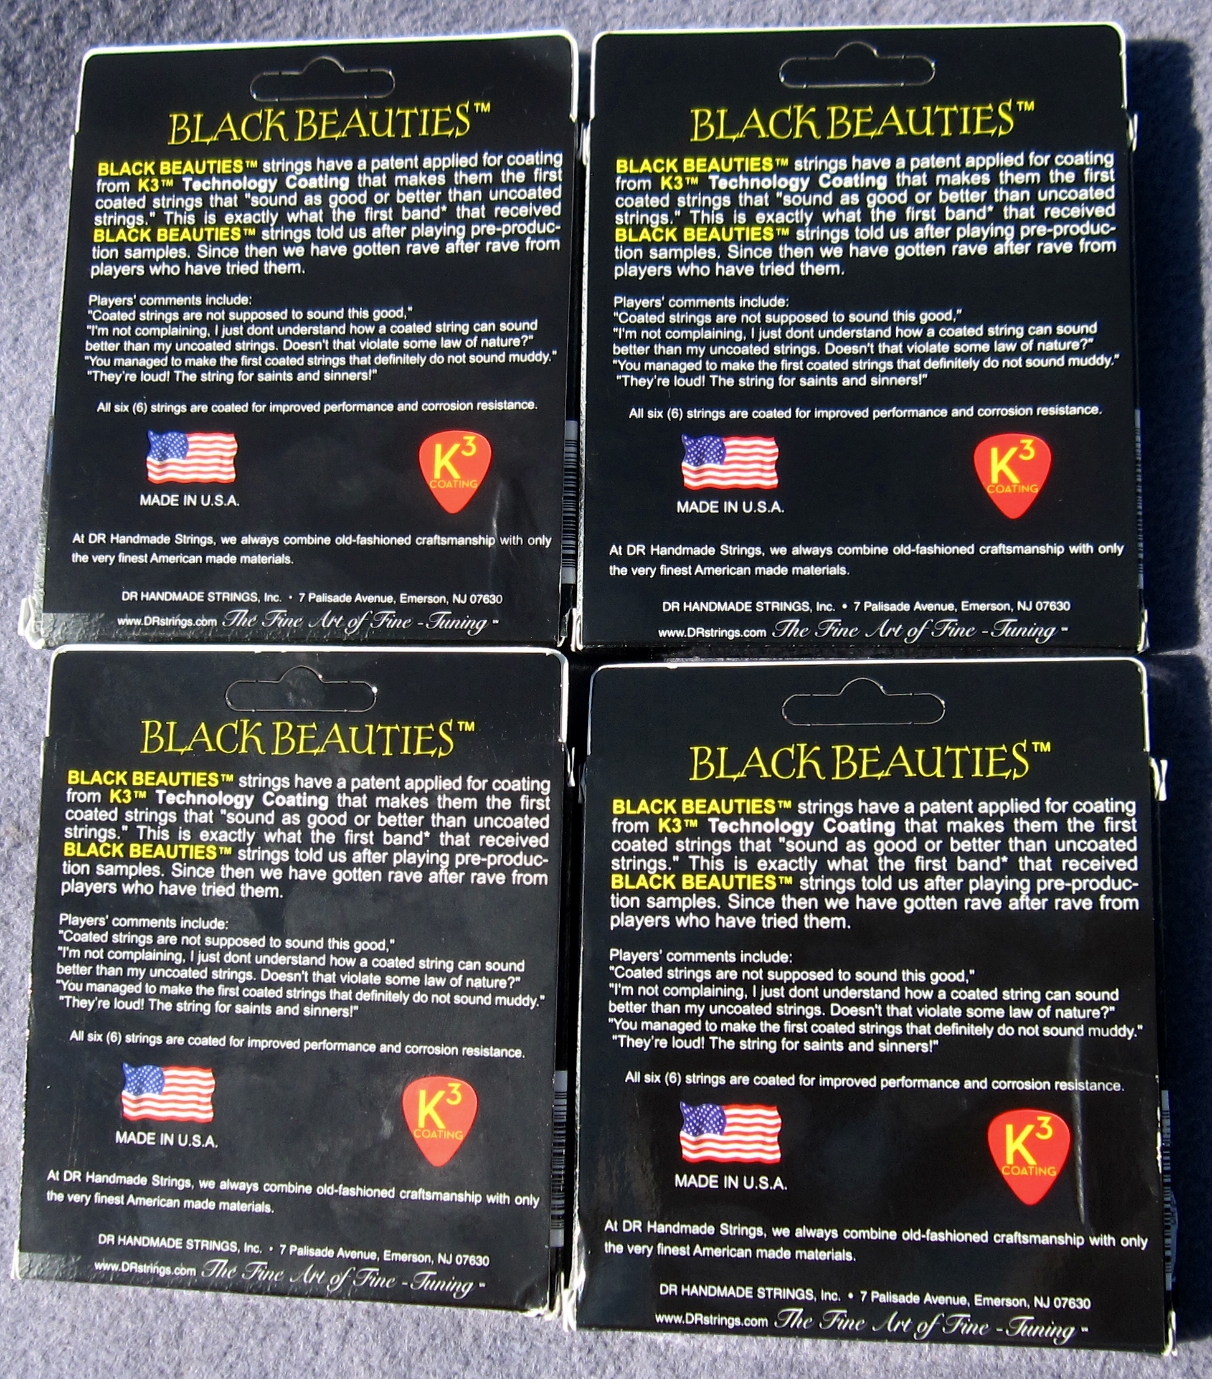 BLACK BEAUTIES™
BLACK BEAUTIES™ strings have a patent applied for coating
from K3™ Technology Coating that makes them the first
coated strings that "sound as good or better than uncoated
strings." This is exactly what the first band* that received
BLACK BEAUTIES™ strings told us after playing pre-produc-
tion samples. Since then we have gotten rave after rave from
players who have tried them.
Players' comments include:
"Coated strings are not supposed to sound this good,"
"I'm not complaining, I just dont understand how a coated string can sound
better than my uncoated strings. Doesn't that violate some law of nature?"
"You managed to make the first coated strings that definitely do not sound muddy."
"They're loud! The string for saints and sinners!"
All six (6) strings are coated for improved performance and corrosion resistance.
K3
COATING
MADE IN U.S.A.
At DR Handmade Strings, we always combine old-fashioned craftsmanship with only
the very finest American made materials.
DR HANDMADE STRINGS, Inc. • 7 Palisade Avenue, Emerson, NJ 07630
www.DRstrings.com The Fine Art of Fine-Tuning ™
BLACK BEAUTIES™
BLACK BEAUTIES™ strings have a patent applied for coating
from K3™ Technology Coating that makes them the first
coated strings that "sound as good or better than uncoated
strings." This is exactly what the first band* that received
BLACK BEAUTIES™ strings told us after playing pre-produc-
tion samples. Since then we have gotten rave after rave from
players who have tried them.
Players' comments include:
"Coated strings are not supposed to sound this good,"
"I'm not complaining, I just dont understand how a coated string can sound
better than my uncoated strings. Doesn't that violate some law of nature?"
"You managed to make the first coated strings that definitely do not sound muddy."
"They're loud! The string for saints and sinners!"
All six (6) strings are coated for improved performance and corrosion resistance.
K3
COATING
MADE IN U.S.A.
At DR Handmade Strings, we always combine old-fashioned craftsmanship with only
the very finest American made materials.
DR HANDMADE STRINGS, Inc. • 7 Palisade Avenue, Emerson, NJ 07630
www.DRstrings.com The Fine Art of Fine-Tuning ™
BLACK BEAUTIES™
BLACK BEAUTIES™ strings have a patent applied for coating
from K3™ Technology Coating that makes them the first
coated strings that "sound as good or better than uncoated
strings." This is exactly what the first band* that received
BLACK BEAUTIES™ strings told us after playing pre-produc-
tion samples. Since then we have gotten rave after rave from
players who have tried them.
Players' comments include:
"Coated strings are not supposed to sound this good,"
"I'm not complaining, I just dont understand how a coated string can sound
better than my uncoated strings. Doesn't that violate some law of nature?"
"You managed to make the first coated strings that definitely do not sound muddy."
"They're loud! The string for saints and sinners!"
All six (6) strings are coated for improved performance and corrosion resistance.
K3
COATING
MADE IN U.S.A.
At DR Handmade Strings, we always combine old-fashioned craftsmanship with only
the very finest American made materials.
DR HANDMADE STRINGS, Inc. • 7 Palisade Avenue, Emerson, NJ 07630
www.DRstrings.com The Fine Art of Fine-Tuning ™
BLACK BEAUTIES™
BLACK BEAUTIES™ strings have a patent applied for coating
from K3™ Technology Coating that makes them the first
coated strings that "sound as good or better than uncoated
strings." This is exactly what the first band* that received
BLACK BEAUTIES™ strings told us after playing pre-produc-
tion samples. Since then we have gotten rave after rave from
players who have tried them.
Players' comments include:
"Coated strings are not supposed to sound this good,"
"I'm not complaining, I just dont understand how a coated string can sound
better than my uncoated strings. Doesn't that violate some law of nature?"
"You managed to make the first coated strings that definitely do not sound muddy."
"They're loud! The string for saints and sinners!"
All six (6) strings are coated for improved performance and corrosion resistance.
K3
COATING
MADE IN U.S.A.
At DR Handmade Strings, we always combine old-fashioned craftsmanship with only
the very finest American made materials.
DR HANDMADE STRINGS, Inc. • 7 Palisade Avenue, Emerson, NJ 07630
www.DRstrings.com The Fine Art of Fine-Tuning ™